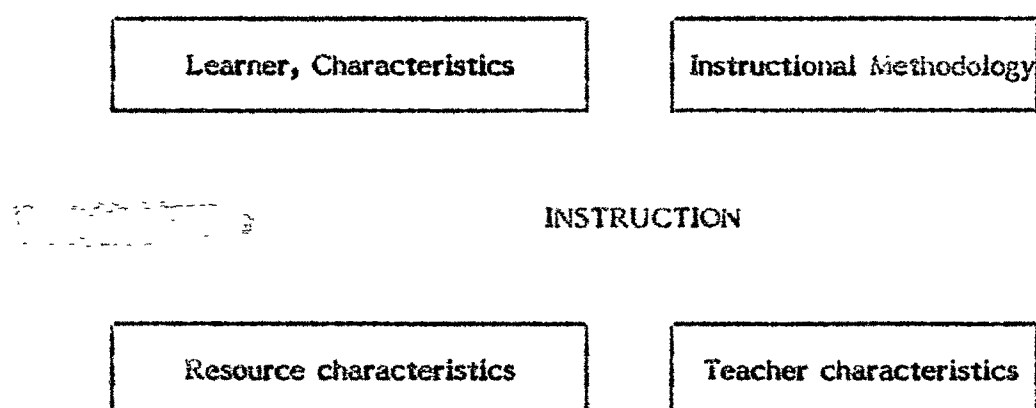 Learner, Characteristics
Instructional Methodology
INSTRUCTION
Resource characteristics
Teacher characteristics